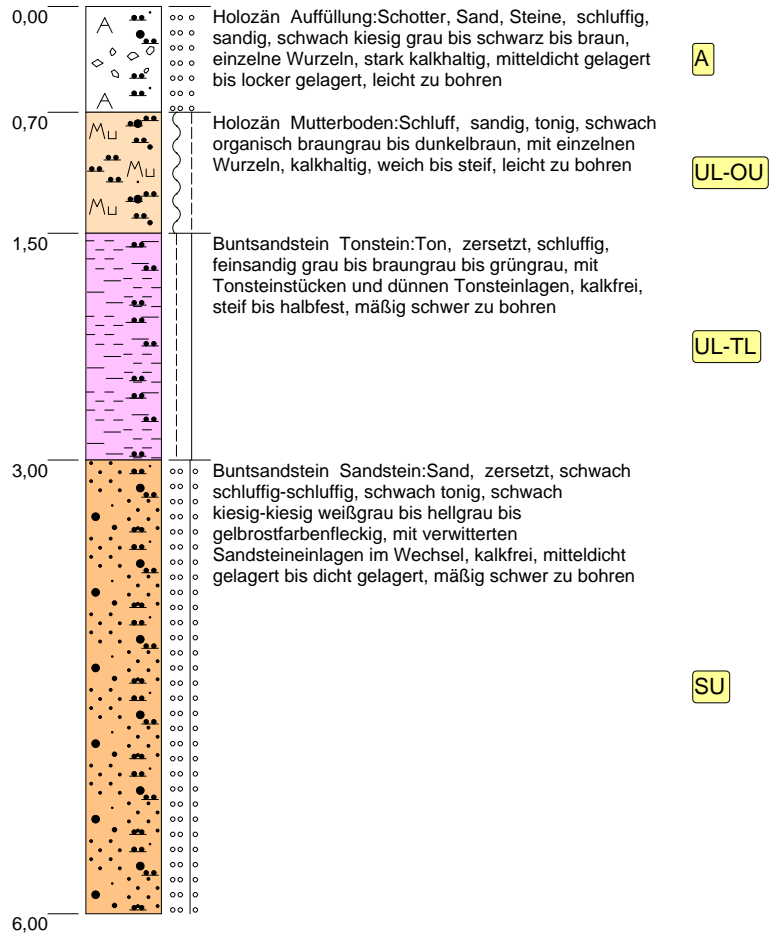 0,00
Holozän Auffüllung:Schotter, Sand, Steine, schluffig,
sandig, schwach kiesig grau bis schwarz bis braun,
einzelne Wurzeln, stark kalkhaltig, mitteldicht gelagert
bis locker gelagert, leicht zu bohren
A
A
A
0,70
Holozän Mutterboden:Schluff, sandig, tonig, schwach
organisch braungrau bis dunkelbraun, mit einzelnen
Wurzeln, kalkhaltig, weich bis steif, leicht zu bohren
Mu
Mu
Mu
UL-OU
1,50
Buntsandstein Tonstein:Ton, zersetzt, schluffig,
feinsandig grau bis braungrau bis grüngrau, mit
Tonsteinstücken und dünnen Tonsteinlagen, kalkfrei,
steif bis halbfest, mäßig schwer zu bohren
UL-TL
3,00
Buntsandstein Sandstein:Sand, zersetzt, schwach
schluffig-schluffig, schwach tonig, schwach
kiesig-kiesig weißgrau bis hellgrau bis
gelbrostfarbenfleckig, mit verwitterten
Sandsteineinlagen im Wechsel, kalkfrei, mitteldicht
gelagert bis dicht gelagert, mäßig schwer zu bohren
SU
6,00